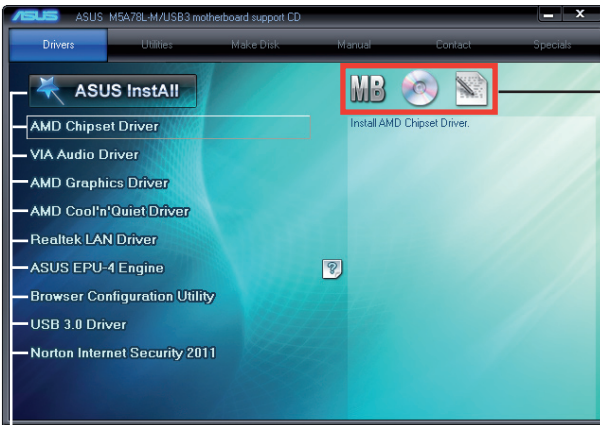 ASUS ASUS M5A78L-M/USB3 motherboard support CD
Drivers Utilities Make Disk Manual Contact Specials
ASUS InstAll
MB
AMD Chipset Driver
Install AMD Chipset Driver.
VIA Audio Driver
AMD Graphics Driver
AMD Cool'n'Quiet Driver
Realtek LAN Driver
ASUS EPU-4 Engine
?
Browser Configuration Utility
USB 3.0 Driver
Norton Internet Security 2011